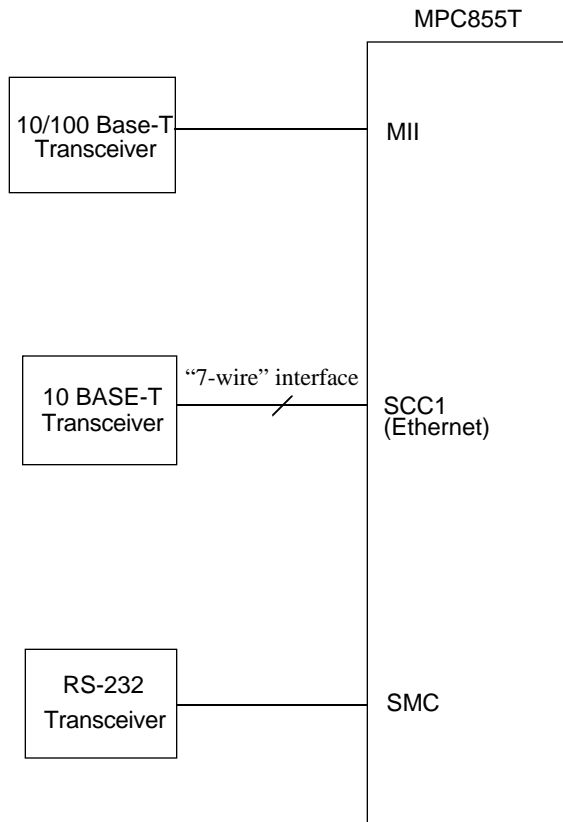 MPC855T
10/100 Base-T
Transceiver
MII
“7-wire” interface
10 BASE-T
Transceiver
SCC1
(Ethernet)
RS-232
Transceiver
SMC